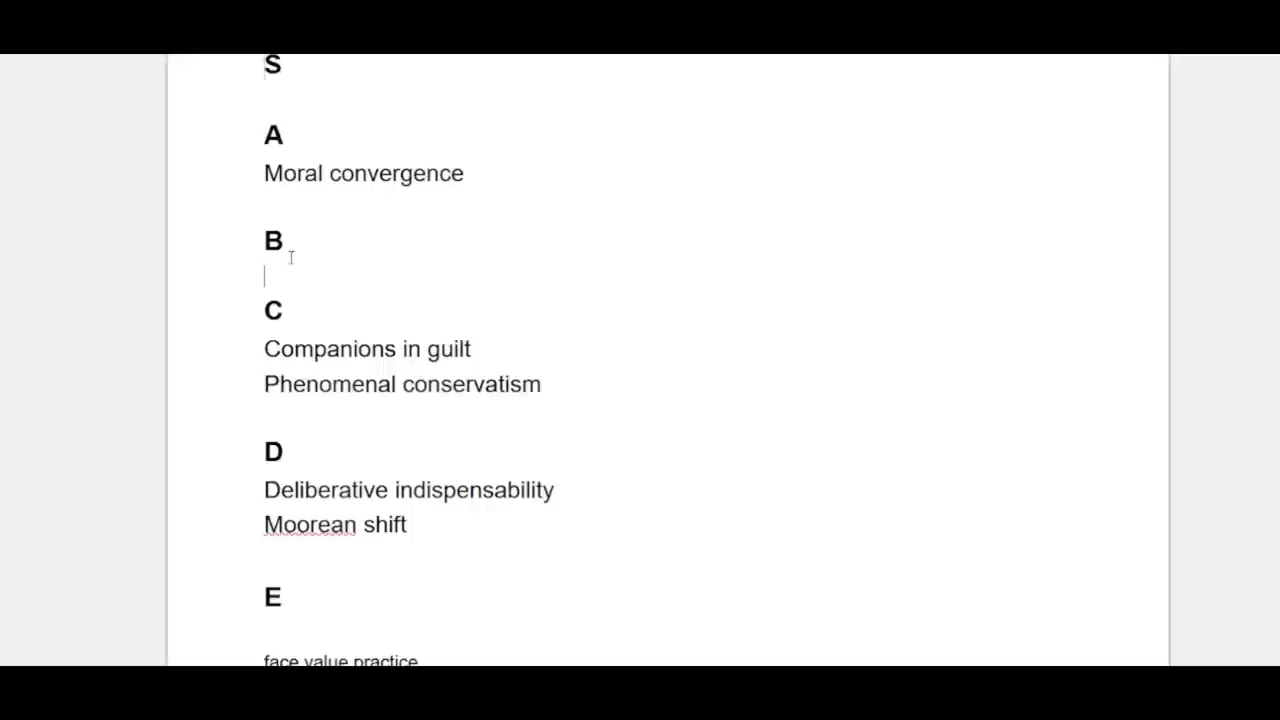 S
A
Moral convergence
B
C
Companions in guilt
Phenomenal conservatism
D
Deliberative indispensability
Moorean shift
E
face value practice